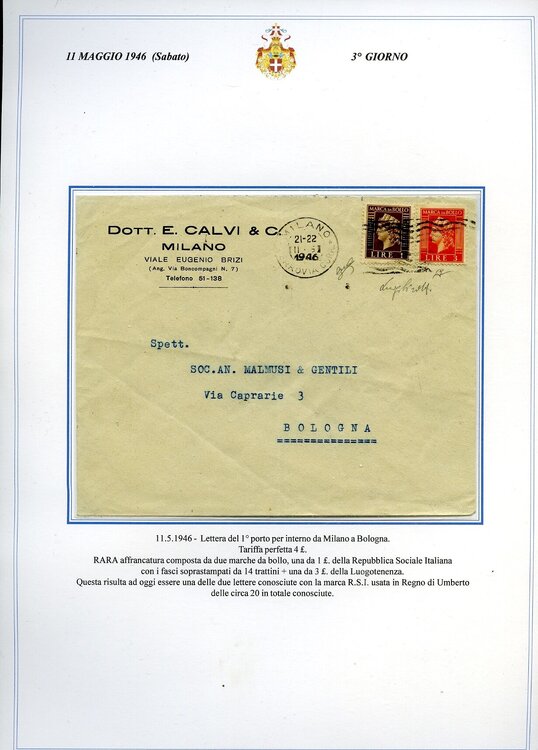 11 MAGGIO 1946 (Sabato) 3° GIORNO
DOTT. E. CALVI & C.
MILANO
VIALE EUGENIO BRIZI
(Ang. Via Boncompagni N. 7)
Telefono 51-138
MILANO
21-22
11
1946
MARCA DA BOLLO
LIRE 1
MARCA DA BOLLO
LIRE 3
Spett.
SOC.AN. MALMUSI & GENTILI
Via Caprarie 3
BOLOGNA
11.5.1946 - Lettera del 1° porto per interno da Milano a Bologna.
Tariffa perfetta 4 £.
RARA affrancatura composta da due marche da bollo, una da 1 £. della Repubblica Sociale Italiana
con i fasci soprastampati da 14 trattini + una da 3 £. della Luogotenenza.
Questa risulta ad oggi essere una delle due lettere conosciute con la marca R.S.I. usata in Regno di Umberto
delle circa 20 in totale conosciute.